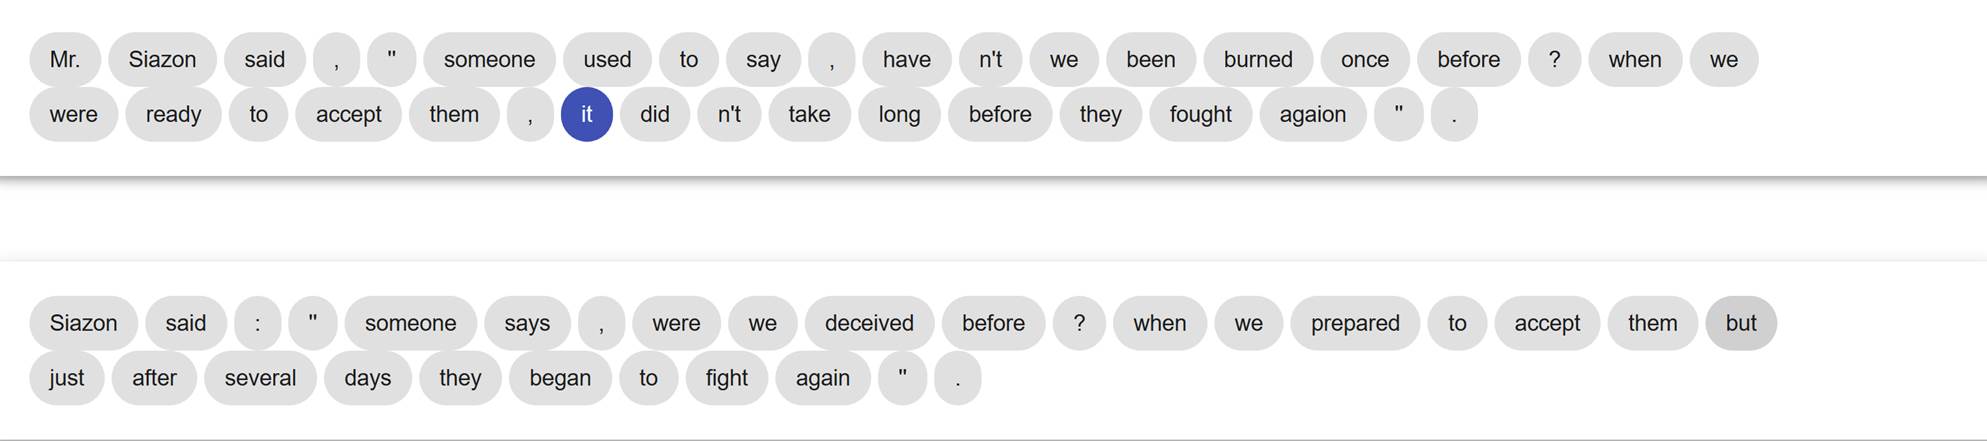 Mr. Siazon said , " someone used to say , have n't we been burned once before ? when we
were ready to accept them , it did n't take long before they fought agaion " .
Siazon said : " someone says , were we deceived before ? when we prepared to accept them but
just after several days they began to fight again " .